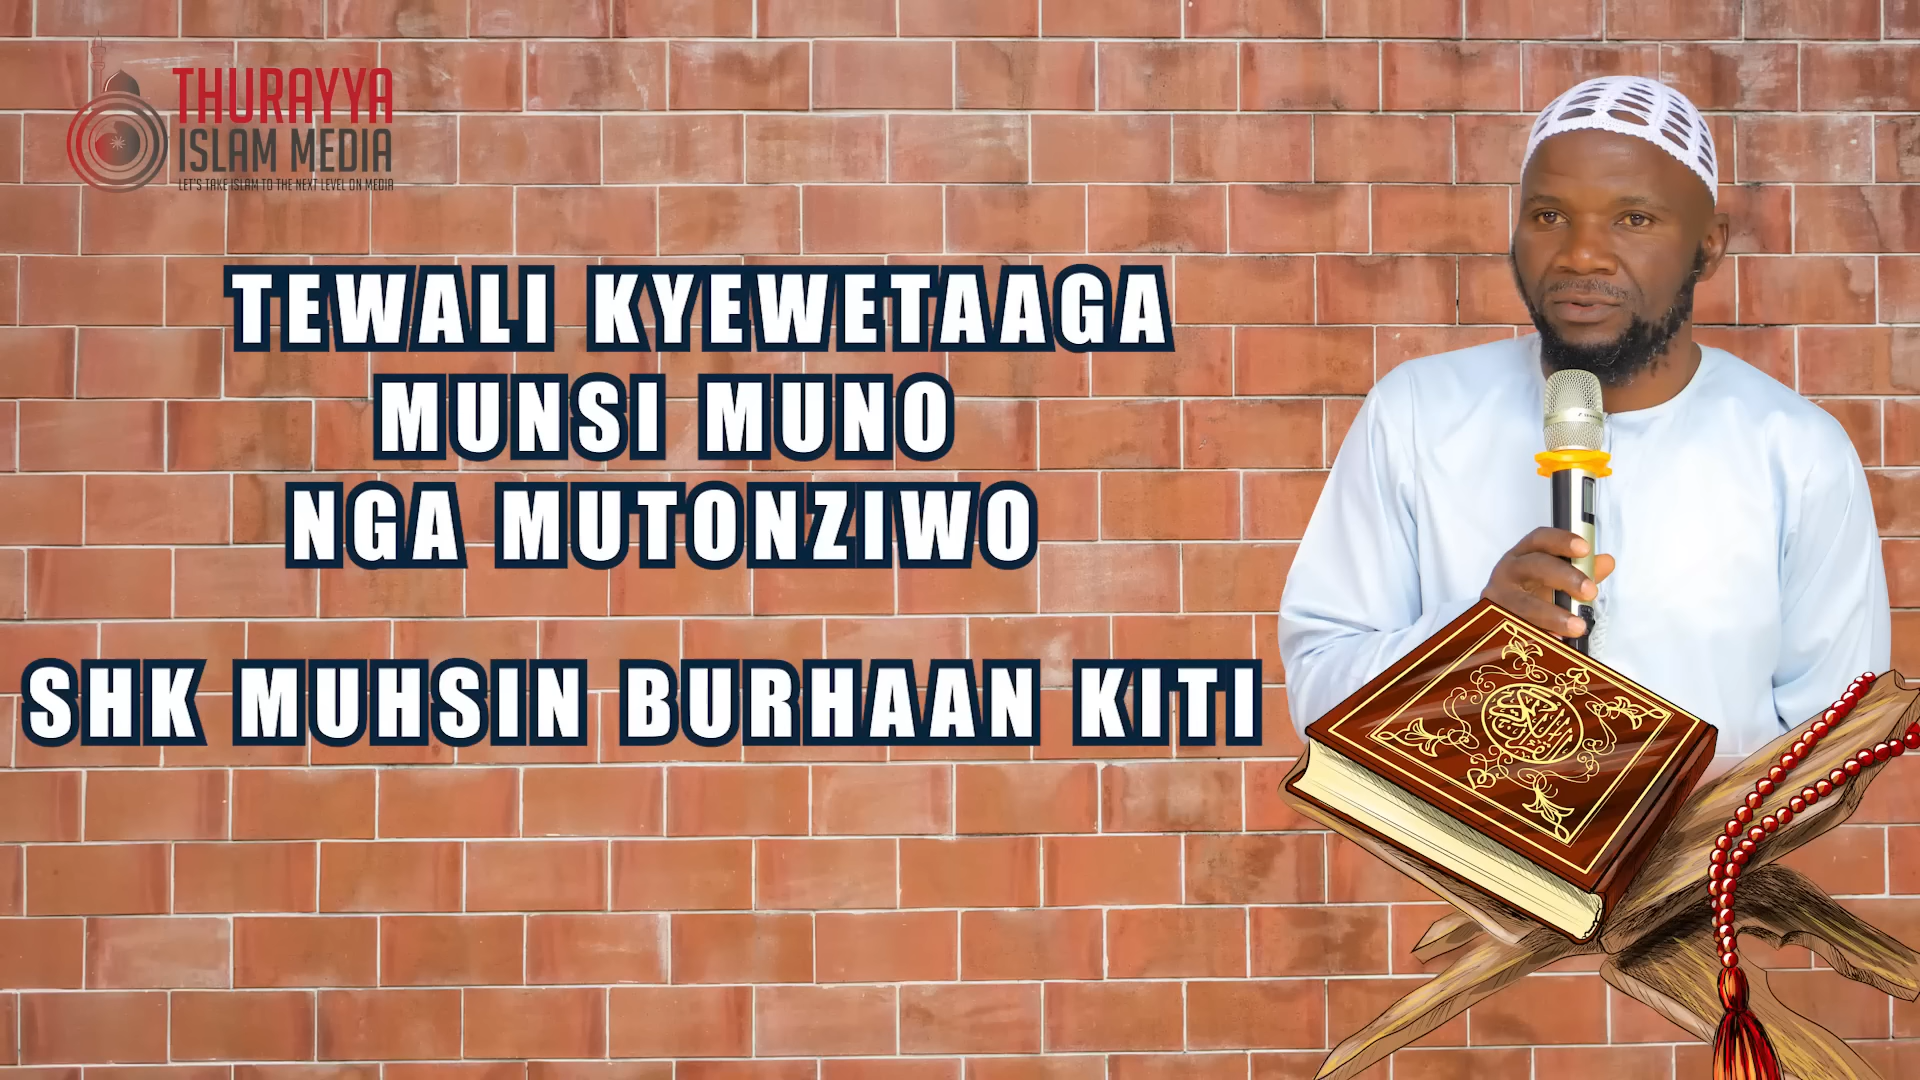 THURAYYA
ISLAM MEDIA
LET'S TAKE ISLAM TO THE NEXT LEVEL ON MEDIA
TEWALI KYEWETAAGA
MUNSI MUNO
NGA MUTONZIWO
SHK MUHSIN BURHAAN KITI